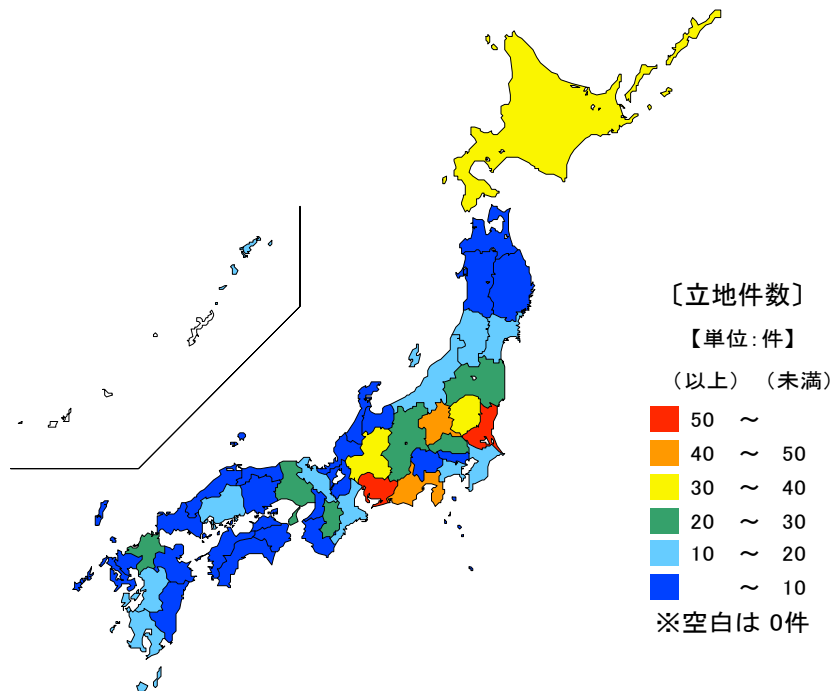 〔立地件数〕
【単位:件】
(以上) (未満)
50 ～
40 ～ 50
30 ～ 40
20 ～ 30
10 ～ 20
～ 10
※空白は 0件